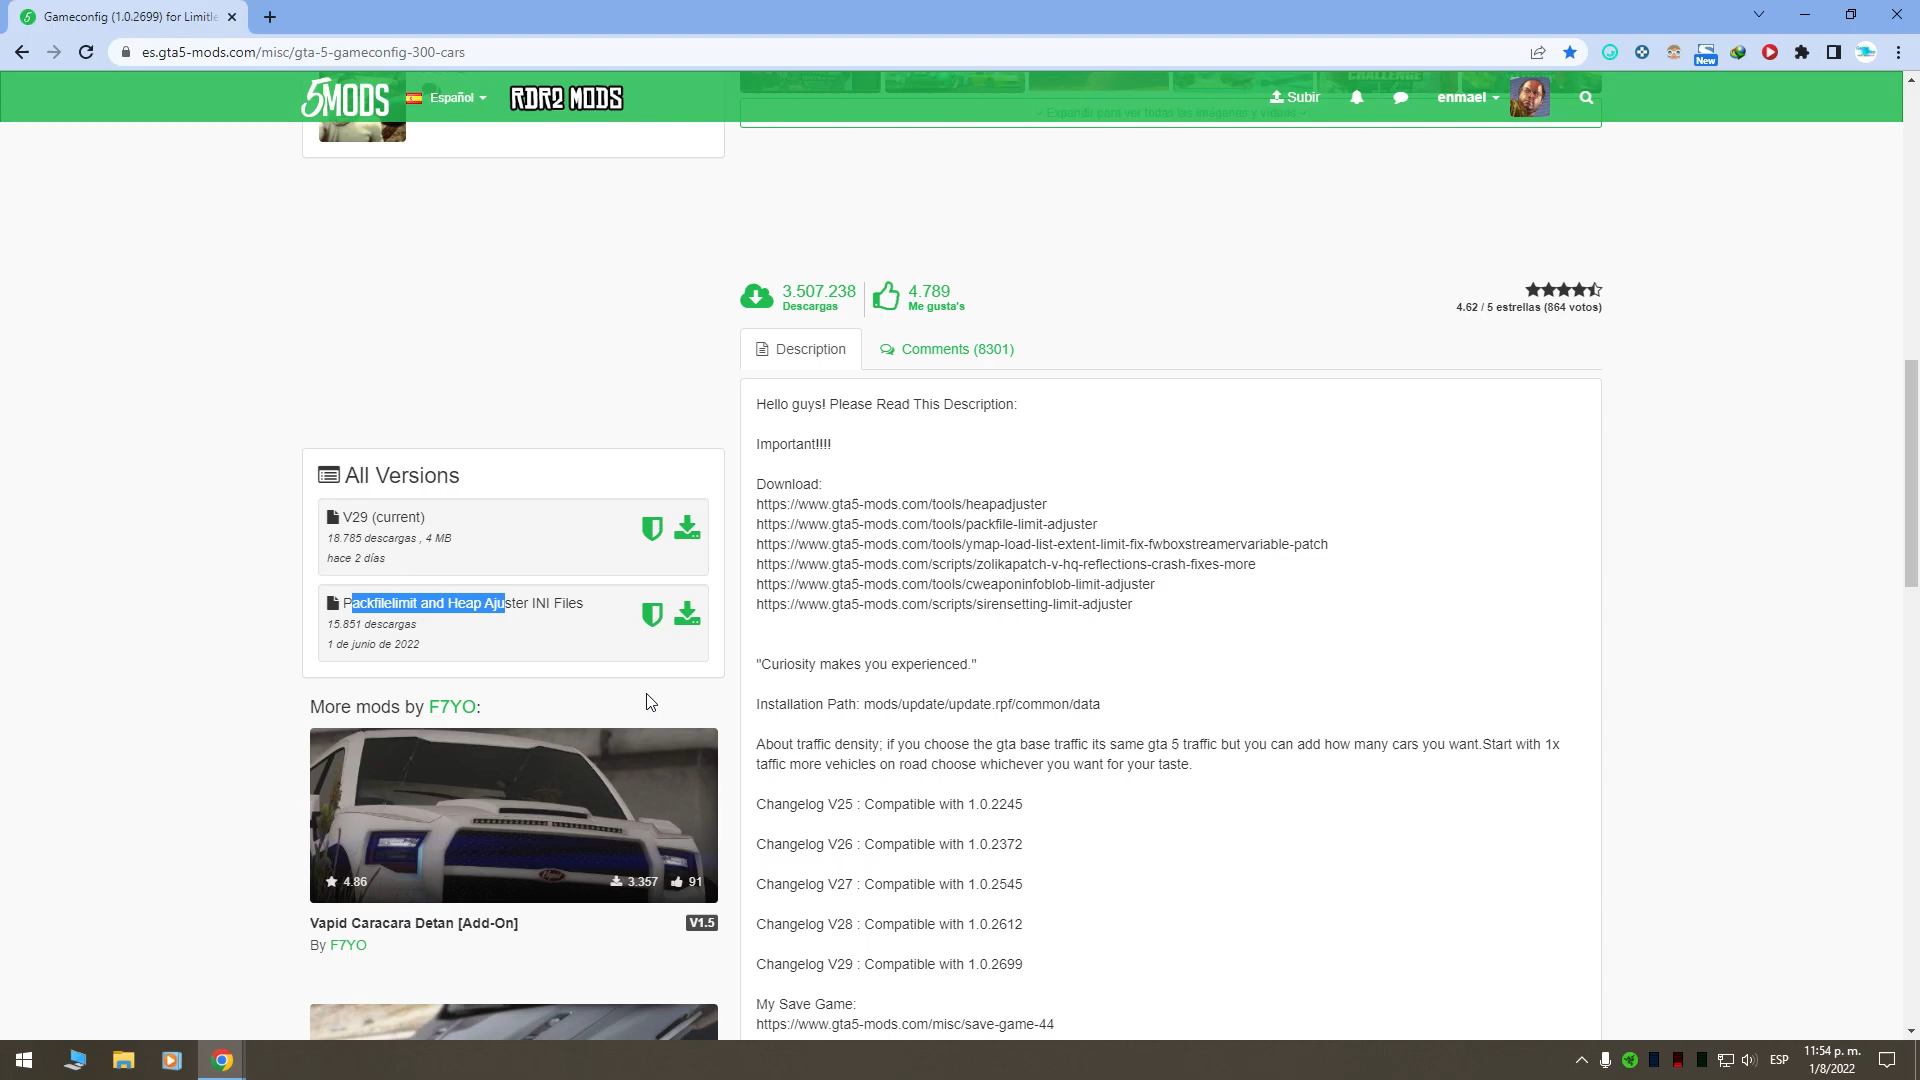 Gameconfig (1.0.2699) for Limitle
es.gta5-mods.com/misc/gta-5-gameconfig-300-cars
New
5MODS
Español
RDR2 MODS
CHALLENGE
Subir
enmael
Expandir para ver todas las imágenes y videos
3.507.238
Descargas
4.789
Me gusta's
4.62 / 5 estrellas (864 votos)
Description
Comments (8301)
Hello guys! Please Read This Description:
Important!!!!
Download:
https://www.gta5-mods.com/tools/heapadjuster
https://www.gta5-mods.com/tools/packfile-limit-adjuster
https://www.gta5-mods.com/tools/ymap-load-list-extent-limit-fix-fwboxstreamervariable-patch
https://www.gta5-mods.com/scripts/zolikapatch-v-hq-reflections-crash-fixes-more
https://www.gta5-mods.com/tools/cweaponinfoblob-limit-adjuster
https://www.gta5-mods.com/scripts/sirensetting-limit-adjuster
"Curiosity makes you experienced."
Installation Path: mods/update/update.rpf/common/data
About traffic density; if you choose the gta base traffic its same gta 5 traffic but you can add how many cars you want.Start with 1x
taffic more vehicles on road choose whichever you want for your taste.
Changelog V25 : Compatible with 1.0.2245
Changelog V26 : Compatible with 1.0.2372
Changelog V27 : Compatible with 1.0.2545
Changelog V28 : Compatible with 1.0.2612
Changelog V29 : Compatible with 1.0.2699
My Save Game:
https://www.gta5-mods.com/misc/save-game-44
All Versions
V29 (current)
18.785 descargas , 4 MB
hace 2 días
Packfilelimit and Heap Ajuster INI Files
15.851 descargas
1 de junio de 2022
More mods by F7YO:
4.86
3.357
91
Vapid Caracara Detan [Add-On]
V1.5
By F7YO
ESP
11:54 p. m.
1/8/2022